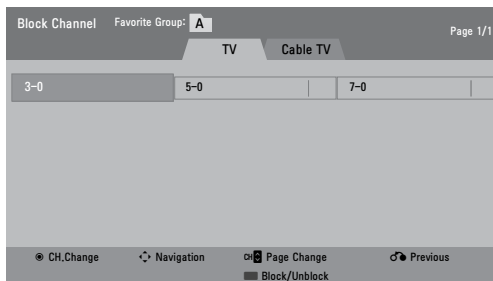 Block Channel Favorite Group: A
Page 1/1
TV Cable TV
3-0 5-0 7-0
CH.Change Navigation CH Page Change Previous
Block/Unblock